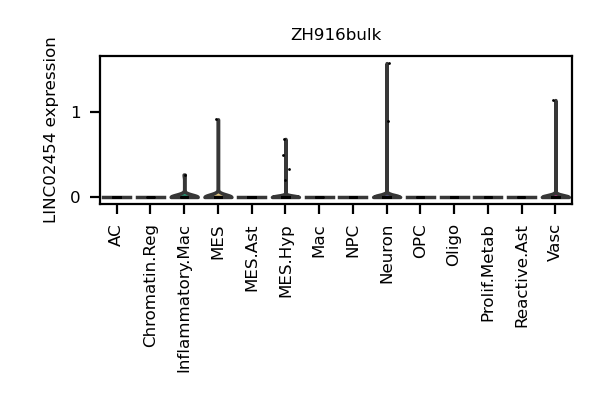 ZH916bulk
LINC02454 expression
1
0
AC
Chromatin.Reg
Inflammatory.Mac
MES
MES.Ast
MES.Hyp
Mac
NPC
Neuron
OPC
Oligo
Prolif.Metab
Reactive.Ast
Vasc